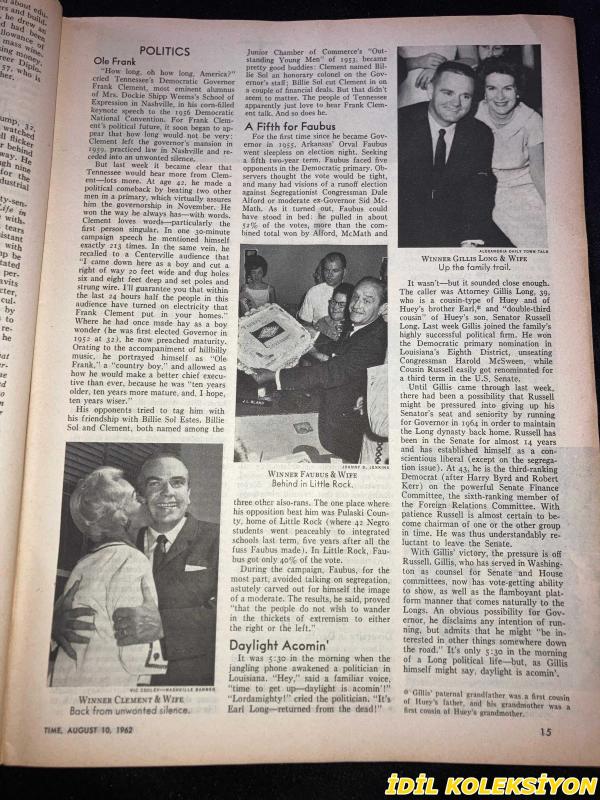 POLITICS
Ole Frank
"How long, oh how long, America?"
cried Tennessee's Democratic Governor
Frank Clement, most eminent alumnus
of Mrs. Dockie Shipp Weems's School of
Expression in Nashville, in his corn-filled
keynote speech to the 1956 Democratic
National Convention. For Frank Clem-
ent's political future, it soon began to ap-
pear that how long would not be very:
Clement left the governor's mansion in
1959, practiced law in Nashville and re-
ceded into an unwonted silence.
But last week it became clear that
Tennessee would hear more from Clem-
ent—lots more. At age 42, he made a
political comeback by beating two other
men in a primary, which virtually assures
him the governorship in November. He
won the way he always has—with words.
Clement loves words—particularly the
first person singular. In one 30-minute
campaign speech he mentioned himself
exactly 213 times. In the same vein, he
recalled to a Centerville audience that
"I came down here as a boy and cut a
right of way 20 feet wide and dug holes
six and eight feet deep and set poles and
strung wire. I'll guarantee you that within
the last 24 hours half the people in this
audience have turned on electricity that
Frank Clement put in your homes."
Where he had once made hay as a boy
wonder (he was first elected Governor in
1952 at 32), he now preached maturity.
Orating to the accompaniment of hillbilly
music, he portrayed himself as "Ole
Frank," a "country boy," and allowed as
how he would make a better chief execu-
tive than ever, because he was "ten years
older, ten years more mature, and, I hope,
ten years wiser."
His opponents tried to tag him with
his friendship with Billie Sol Estes. Billie
Sol and Clement, both named among the
VIC COOLEY—NASHVILLE BANNER
WINNER CLEMENT & WIFE
Back from unwonted silence.
Junior Chamber of Commerce's "Out-
standing Young Men" of 1953, became
pretty good buddies: Clement named Bil-
lie Sol an honorary colonel on the Gov-
ernor's staff; Billie Sol cut Clement in on
a couple of financial deals. But that didn't
seem to matter. The people of Tennessee
apparently just love to hear Frank Clem-
ent talk. And so does he.
A Fifth for Faubus
For the first time since he became Gov-
ernor in 1955, Arkansas' Orval Faubus
went sleepless on election night. Seeking
a fifth two-year term, Faubus faced five
opponents in the Democratic primary. Ob-
servers thought the vote would be tight,
and many had visions of a runoff election
against Segregationist Congressman Dale
Alford or moderate ex-Governor Sid Mc-
Math. As it turned out, Faubus could
have stood in bed: he pulled in about
52% of the votes, more than the com-
bined total won by Alford, McMath and
JOHNNY D. JENKINS
WINNER FAUBUS & WIFE
Behind in Little Rock.
three other also-rans. The one place where
his opposition beat him was Pulaski Coun-
ty, home of Little Rock (where 42 Negro
students went peaceably to integrated
schools last term, five years after all the
fuss Faubus made). In Little Rock, Fau-
bus got only 40% of the vote.
During the campaign, Faubus, for the
most part, avoided talking on segregation,
astutely carved out for himself the image
of a moderate. The results, he said, proved
"that the people do not wish to wander
in the thickets of extremism to either
the right or the left."
Daylight Acomin'
It was 5:30 in the morning when the
jangling phone awakened a politician in
Louisiana. "Hey," said a familiar voice,
"time to get up—daylight is acomin'!"
"Lordamighty!" cried the politician. "It's
Earl Long—returned from the dead!"
ALEXANDRIA DAILY TOWN TALK
WINNER GILLIS LONG & WIFE
Up the family trail.
It wasn't—but it sounded close enough.
The caller was Attorney Gillis Long, 39,
who is a cousin-type of Huey and of
Huey's brother Earl,* and "double-third
cousin" of Huey's son, Senator Russell
Long. Last week Gillis joined the family's
highly successful political firm. He won
the Democratic primary nomination in
Louisiana's Eighth District, unseating
Congressman Harold McSween, while
Cousin Russell easily got renominated for
a third term in the U.S. Senate.
Until Gillis came through last week,
there had been a possibility that Russell
might be pressured into giving up his
Senator's seat and seniority by running
for Governor in 1964 in order to maintain
the Long dynasty back home. Russell has
been in the Senate for almost 14 years
and has established himself as a con-
scientious liberal (except on the segrega-
tion issue). At 43, he is the third-ranking
Democrat (after Harry Byrd and Robert
Kerr) on the powerful Senate Finance
Committee, the sixth-ranking member of
the Foreign Relations Committee. With
patience Russell is almost certain to be-
come chairman of one or the other group
in time. He was thus understandably re-
luctant to leave the Senate.
With Gillis' victory, the pressure is off
Russell. Gillis, who has served in Washing-
ton as counsel for Senate and House
committees, now has vote-getting ability
to show, as well as the flamboyant plat-
form manner that comes naturally to the
Longs. An obvious possibility for Gov-
ernor, he disclaims any intention of run-
ning, but admits that he might "be in-
terested in other things somewhere down
the road." It's only 5:30 in the morning
of a Long political life—but, as Gillis
himself might say, daylight is acomin'.
* Gillis' paternal grandfather was a first cousin
of Huey's father, and his grandmother was a
first cousin of Huey's grandmother.
TIME, AUGUST 10, 1962
15
İDİL KOLEKSİYON